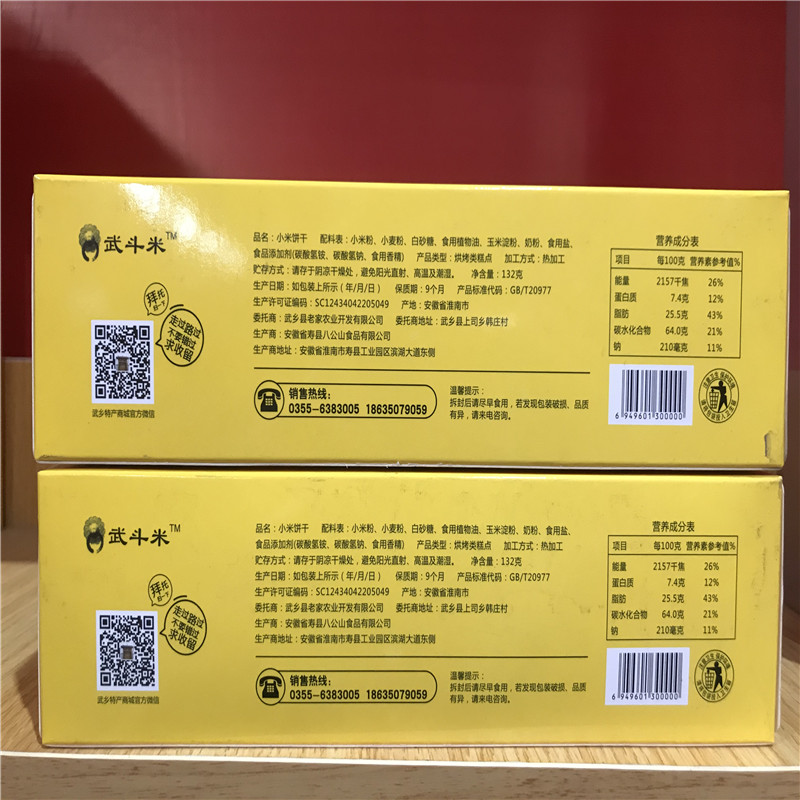 武斗米TM
拜托
好一下
走过路过
不要错过
求收留
武乡特产商城官方微信
品名：小米饼干 配料表：小米粉、小麦粉、白砂糖、食用植物油、玉米淀粉、奶粉、食用盐、
食品添加剂(碳酸氢铵、碳酸氢钠、食用香精) 产品类型：烘烤类糕点 加工方式：热加工
贮存方式：请存于阴凉干燥处，避免阳光直射、高温及潮湿。 净含量：132克
生产日期：如包装上所示（年/月/日） 保质期：9个月 产品标准代码：GB/T20977
生产许可证编码：SC12434042205049 产地：安徽省淮南市
委托商：武乡县老家农业开发有限公司 委托商地址：武乡县上司乡韩庄村
生产商：安徽省寿县八公山食品有限公司
生产商地址：安徽省淮南市寿县工业园区滨湖大道东侧
销售热线：
0355-6383005 18635079059
温馨提示：
拆封后请尽早食用，若发现包装破损、品质
有异，请来电咨询。
营养成分表
项目 每100克 营养素参考值%
能量 2157千焦 26%
蛋白质 7.4克 12%
脂肪 25.5克 43%
碳水化合物 64.0克 21%
钠 210毫克 11%
6 949601 300000
武斗米TM
拜托
走过路过
不要错过
求收留
武乡特产商城官方微信
品名：小米饼干 配料表：小米粉、小麦粉、白砂糖、食用植物油、玉米淀粉、奶粉、食用盐、
食品添加剂(碳酸氢铵、碳酸氢钠、食用香精) 产品类型：烘烤类糕点 加工方式：热加工
贮存方式：请存于阴凉干燥处，避免阳光直射、高温及潮湿。 净含量：132克
生产日期：如包装上所示（年/月/日） 保质期：9个月 产品标准代码：GB/T20977
生产许可证编码：SC12434042205049 产地：安徽省淮南市
委托商：武乡县老家农业开发有限公司 委托商地址：武乡县上司乡韩庄村
生产商：安徽省寿县八公山食品有限公司
生产商地址：安徽省淮南市寿县工业园区滨湖大道东侧
销售热线：
0355-6383005 18635079059
温馨提示：
拆封后请尽早食用，若发现包装破损、品质
有异，请来电咨询。
营养成分表
项目 每100克 营养素参考值%
能量 2157千焦 26%
蛋白质 7.4克 12%
脂肪 25.5克 43%
碳水化合物 64.0克 21%
钠 210毫克 11%
6 949601 300000